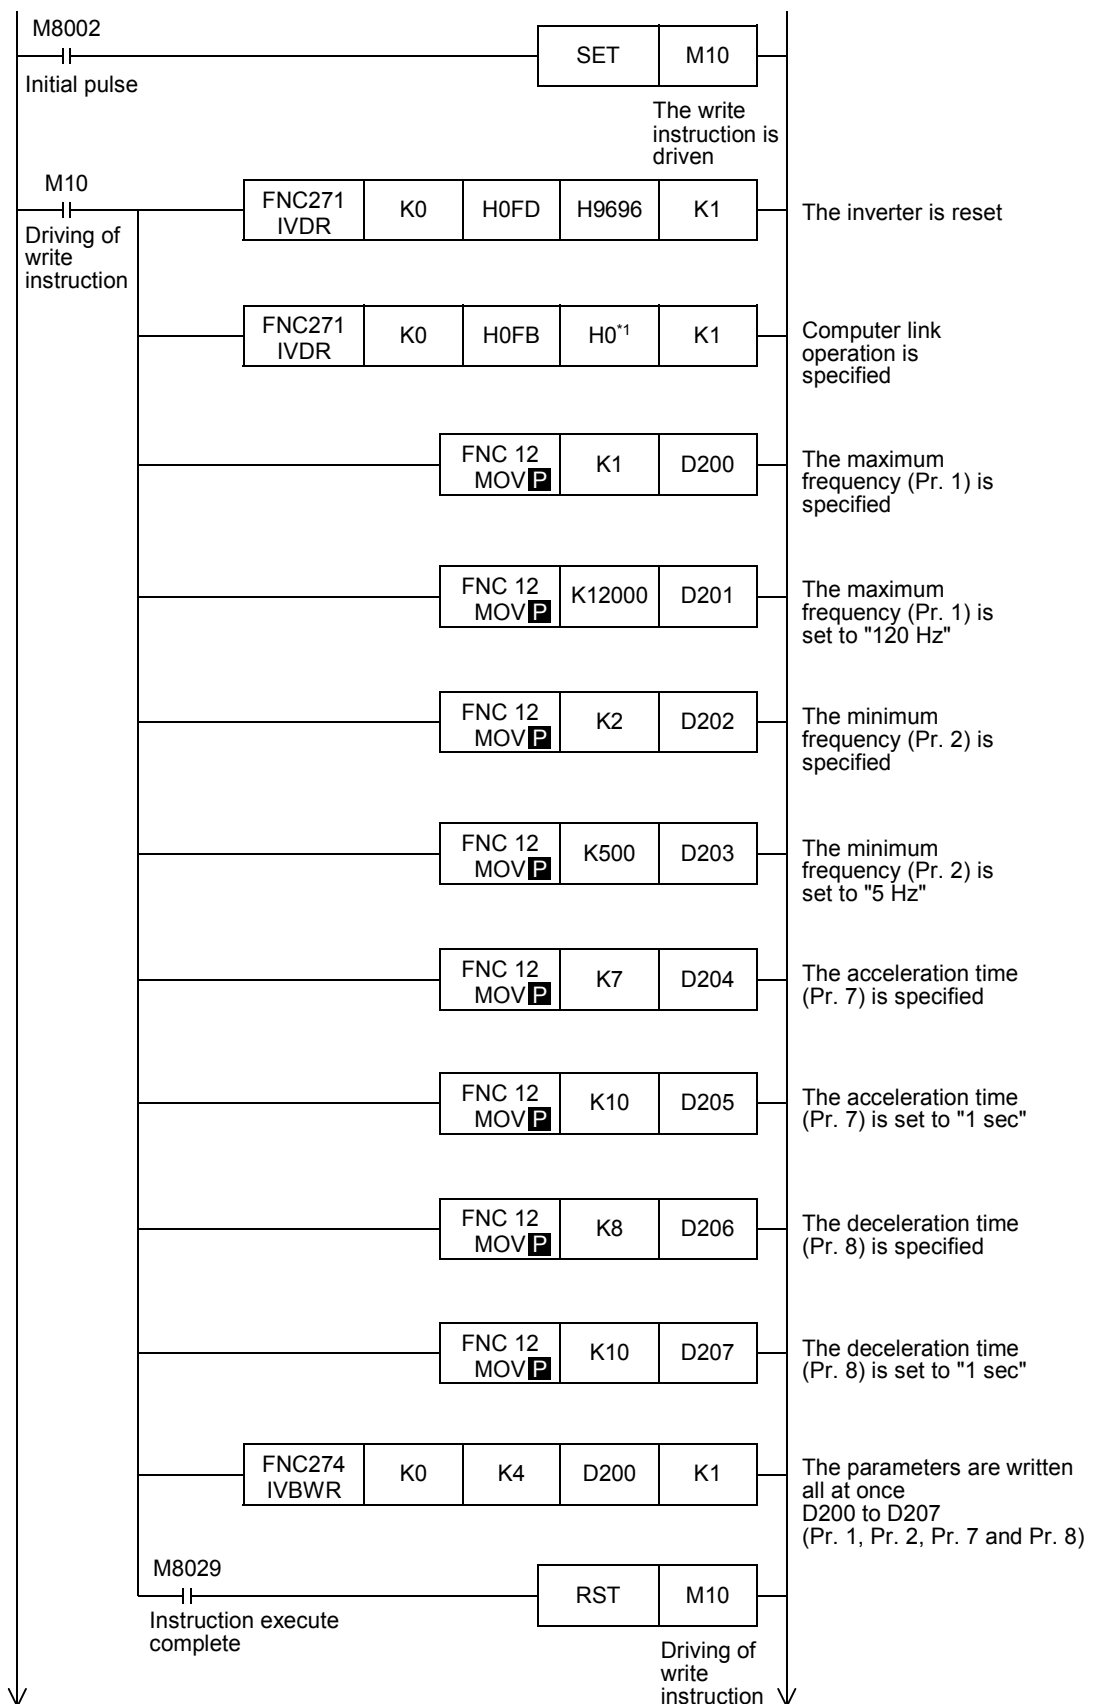 M8002
SET M10
Initial pulse
The write
instruction is
driven
M10
FNC271
IVDR K0 H0FD H9696 K1
The inverter is reset
Driving of
write
instruction
FNC271
IVDR K0 H0FB H0*1 K1
Computer link
operation is
specified
FNC 12
MOV P K1 D200
The maximum
frequency (Pr. 1) is
specified
FNC 12
MOV P K12000 D201
The maximum
frequency (Pr. 1) is
set to "120 Hz"
FNC 12
MOV P K2 D202
The minimum
frequency (Pr. 2) is
specified
FNC 12
MOV P K500 D203
The minimum
frequency (Pr. 2) is
set to "5 Hz"
FNC 12
MOV P K7 D204
The acceleration time
(Pr. 7) is specified
FNC 12
MOV P K10 D205
The acceleration time
(Pr. 7) is set to "1 sec"
FNC 12
MOV P K8 D206
The deceleration time
(Pr. 8) is specified
FNC 12
MOV P K10 D207
The deceleration time
(Pr. 8) is set to "1 sec"
FNC274
IVBWR K0 K4 D200 K1
The parameters are written
all at once
D200 to D207
(Pr. 1, Pr. 2, Pr. 7 and Pr. 8)
M8029
RST M10
Instruction execute
complete
Driving of
write
instruction